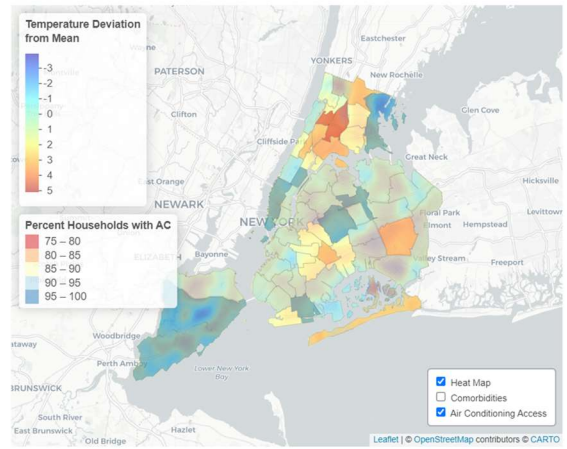 Temperature Deviation
from Mean
-3
-2
-1
0
1
2
3
4
5
Percent Households with AC
75 – 80
80 – 85
85 – 90
90 – 95
95 – 100
Eastchester
Wayne
YONKERS
PATERSON
New Rochelle
Clifton
Glen Cove
Cliffside Park
Great Neck
East Orange
Hicksville
NEWARK
Floral Park
Levittown
NEW YORK
Elmont
Hempstead
ELIZABETH
Bayonne
Valley Stream
Freeport
Woodbridge
Perth Amboy
Lower New York
Bay
BRUNSWICK
South River
East Brunswick
Hazlet
Old Bridge
Heat Map
Comorbidities
Air Conditioning Access
Leaflet | © OpenStreetMap contributors © CARTO